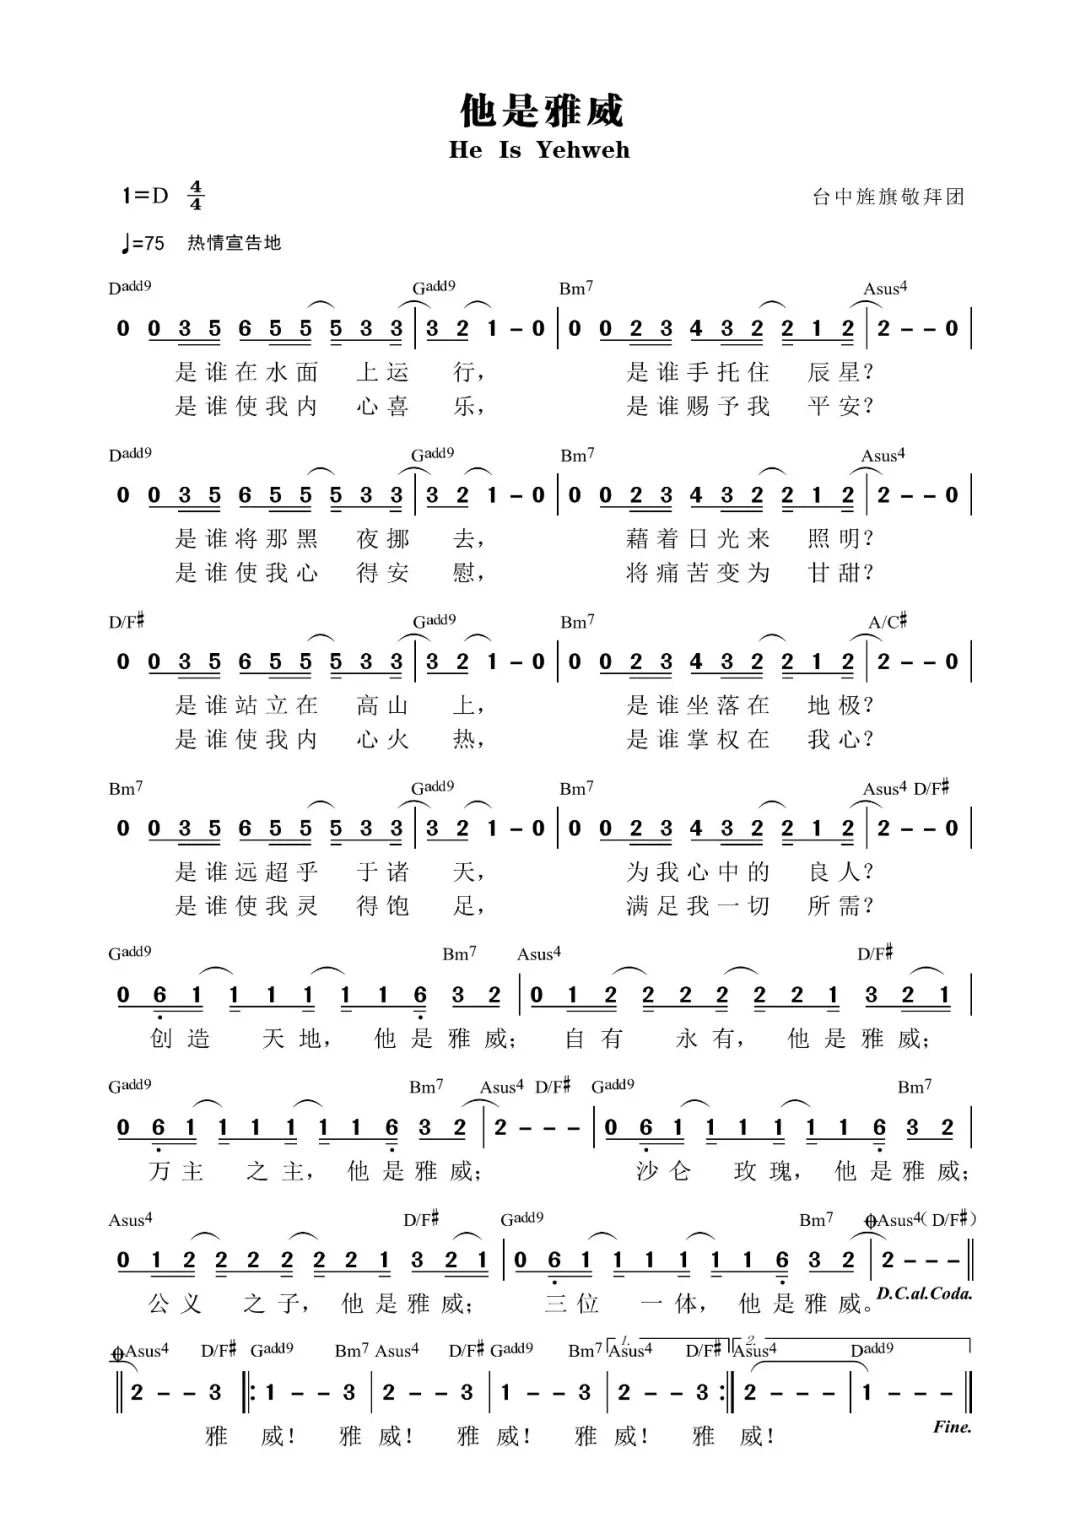 他是雅威
He Is Yehweh
1=D 4/4 台中旌旗敬拜团
♩=75 热情宣告地
Dadd9 Gadd9 Bm7 Asus4
0 0 3 5 6 5 5 5 3 3 | 3 2 1 - 0 | 0 0 2 3 4 3 2 2 1 2 | 2 - - 0 |
是谁在水面 上运 行， 是谁手托住 辰星？
是谁使我内 心喜 乐， 是谁赐予我 平安？
Dadd9 Gadd9 Bm7 Asus4
0 0 3 5 6 5 5 5 3 3 | 3 2 1 - 0 | 0 0 2 3 4 3 2 2 1 2 | 2 - - 0 |
是谁将那黑 夜挪 去， 藉着日光来 照明？
是谁使我心 得安 慰， 将痛苦变为 甘甜？
D/F# Gadd9 Bm7 A/C#
0 0 3 5 6 5 5 5 3 3 | 3 2 1 - 0 | 0 0 2 3 4 3 2 2 1 2 | 2 - - 0 |
是谁站立在 高山 上， 是谁坐落在 地极？
是谁使我内 心火 热， 是谁掌权在 我心？
Bm7 Gadd9 Bm7 Asus4 D/F#
0 0 3 5 6 5 5 5 3 3 | 3 2 1 - 0 | 0 0 2 3 4 3 2 2 1 2 | 2 - - 0 |
是谁远超乎 于诸 天， 为我心中的 良人？
是谁使我灵 得饱 足， 满足我一切 所需？
Gadd9 Bm7 Asus4 D/F#
0 6 1 1 1 1 1 1 6 3 2 | 0 1 2 2 2 2 2 2 1 3 2 1 |
创造 天地， 他是雅威； 自有 永有， 他是雅威；
Gadd9 Bm7 Asus4 D/F# Gadd9 Bm7
0 6 1 1 1 1 1 1 6 3 2 | 2 - - - | 0 6 1 1 1 1 1 1 6 3 2 |
万主 之主， 他是雅威； 沙仑 玫瑰， 他是雅威；
Asus4 D/F# Gadd9 Bm7 Asus4（D/F#）
0 1 2 2 2 2 2 2 1 3 2 1 | 0 6 1 1 1 1 1 1 6 3 2 | 2 - - - ||
公义 之子， 他是雅威； 三位 一体， 他是雅威。 D.C.al.Coda.
Asus4 D/F# Gadd9 Bm7 Asus4 D/F# Gadd9 Bm7 1. Asus4 D/F# 2. Asus4 Dadd9
|| 2 - - 3 ||: 1 - - 3 | 2 - - 3 | 1 - - 3 | 2 - - 3 :|| 2 - - - | 1 - - - ||
雅 威！ 雅 威！ 雅 威！ 雅 威！ 雅 威！ Fine.